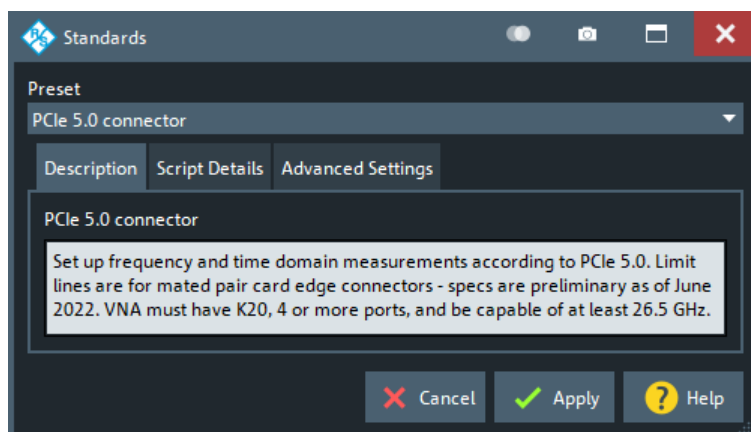 Standards
Preset
PCIe 5.0 connector
Description Script Details Advanced Settings
PCIe 5.0 connector
Set up frequency and time domain measurements according to PCIe 5.0. Limit
lines are for mated pair card edge connectors - specs are preliminary as of June
2022. VNA must have K20, 4 or more ports, and be capable of at least 26.5 GHz.
Cancel Apply ? Help